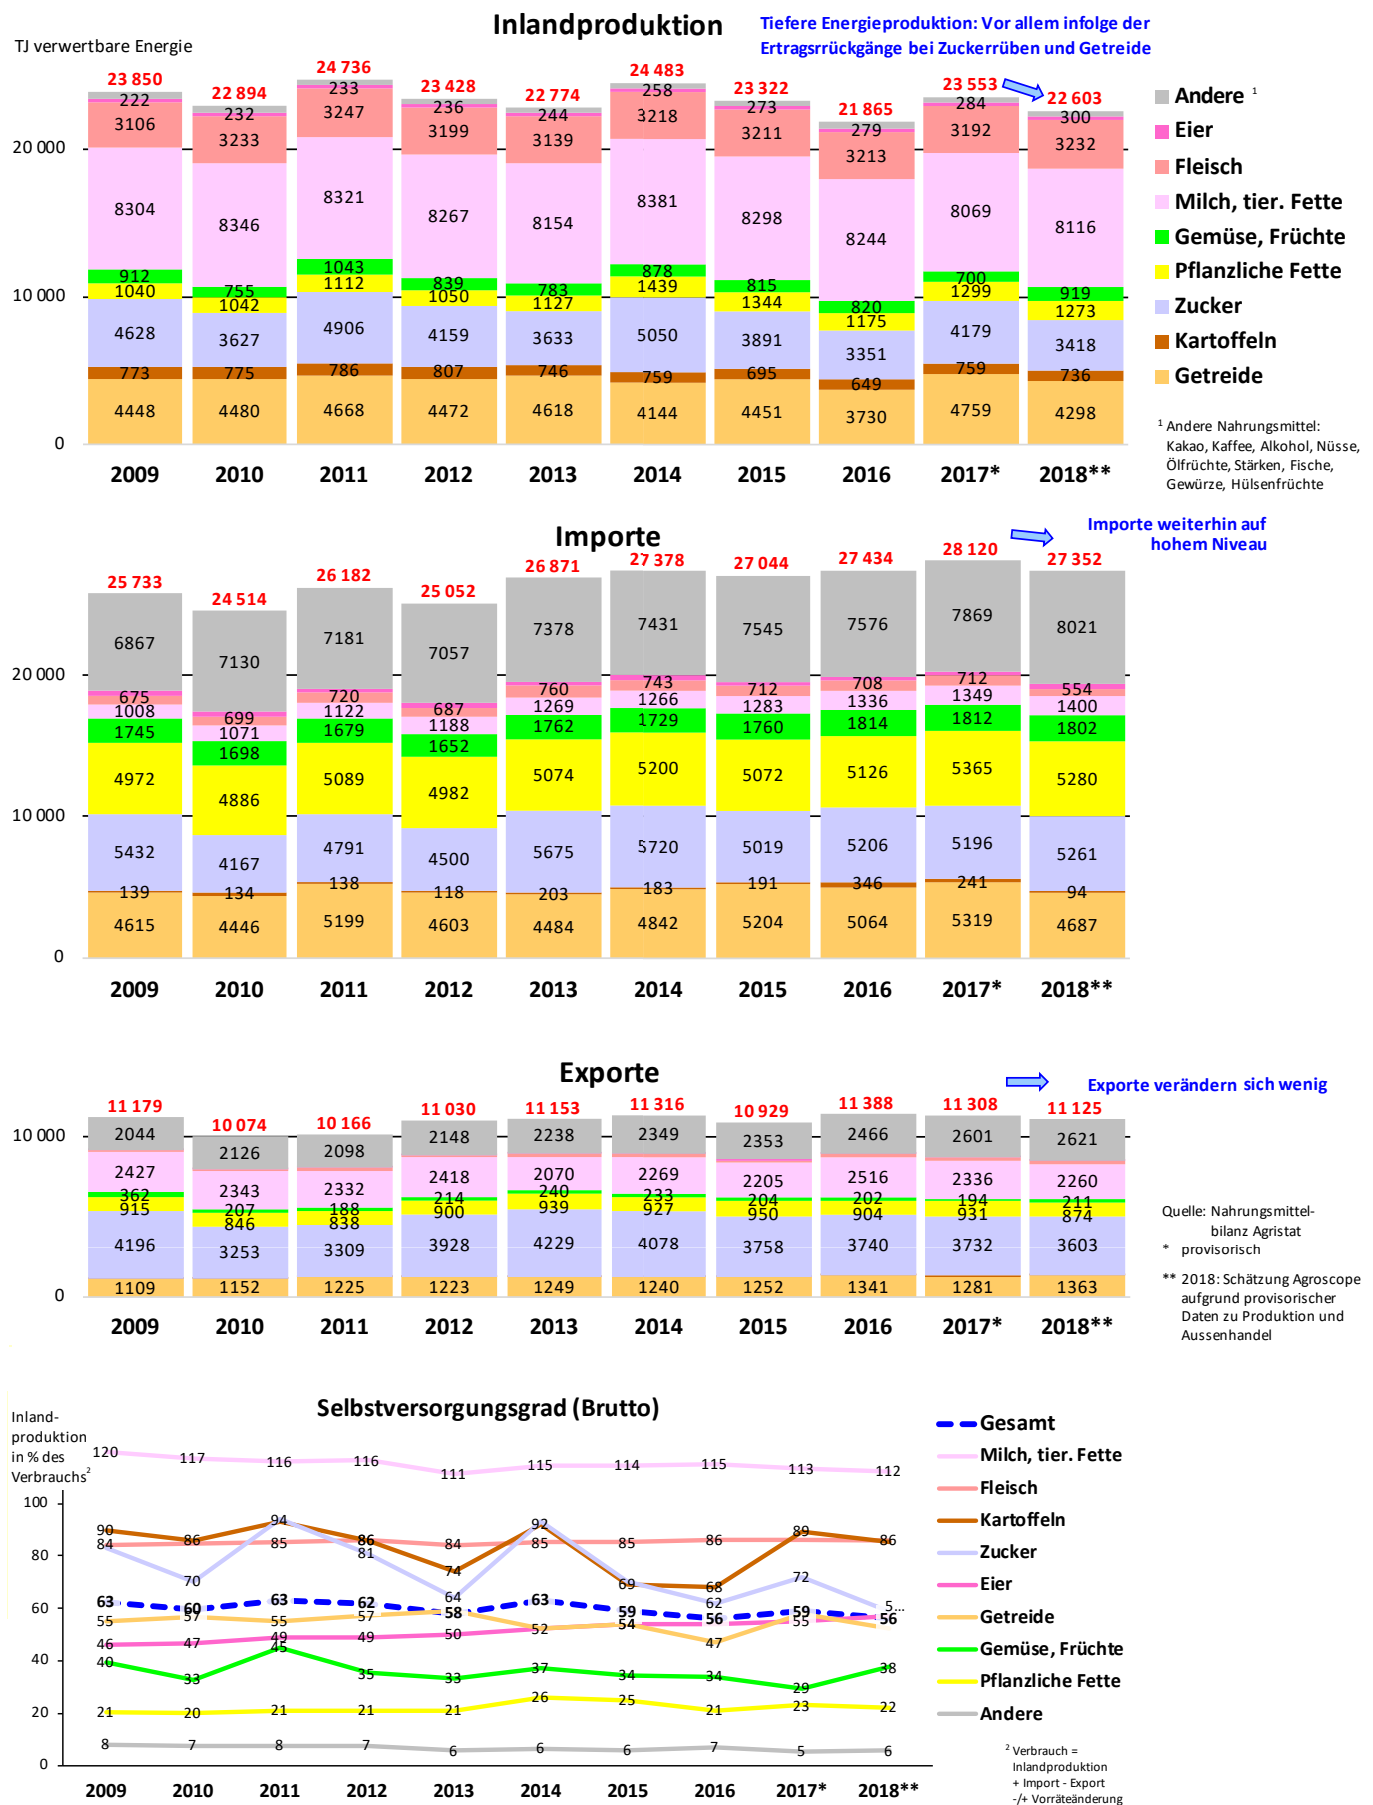 Inlandproduktion
Tiefere Energieproduktion: Vor allem infolge der
Ertragsrrückgänge bei Zuckerrüben und Getreide
TJ verwertbare Energie
23 850 22 894 24 736 23 428 22 774 24 483 23 322 21 865 23 553 22 603
222 232 233 236 244 258 273 279 284 300
3106 3233 3247 3199 3139 3218 3211 3213 3192 3232
20 000
8304 8346 8321 8267 8154 8381 8298 8244 8069 8116
912 755 1043 839 783 878 815 820 700 919
10 000
1040 1042 1112 1050 1127 1439 1344 1175 1299 1273
4628 3627 4906 4159 3633 5050 3891 3351 4179 3418
773 775 786 807 746 759 695 649 759 736
4448 4480 4668 4472 4618 4144 4451 3730 4759 4298
0
2009 2010 2011 2012 2013 2014 2015 2016 2017* 2018**
Andere 1
Eier
Fleisch
Milch, tier. Fette
Gemüse, Früchte
Pflanzliche Fette
Zucker
Kartoffeln
Getreide
1 Andere Nahrungsmittel:
Kakao, Kaffee, Alkohol, Nüsse,
Ölfrüchte, Stärken, Fische,
Gewürze, Hülsenfrüchte
Importe
Importe weiterhin auf
hohem Niveau
25 733 24 514 26 182 25 052 26 871 27 378 27 044 27 434 28 120 27 352
6867 7130 7181 7057 7378 7431 7545 7576 7869 8021
20 000
675 699 720 687 760 743 712 708 712 554
1008 1071 1122 1188 1269 1266 1283 1336 1349 1400
1745 1698 1679 1652 1762 1729 1760 1814 1812 1802
4972 4886 5089 4982 5074 5200 5072 5126 5365 5280
10 000
5432 4167 4791 4500 5675 5720 5019 5206 5196 5261
139 134 138 118 203 183 191 346 241 94
4615 4446 5199 4603 4484 4842 5204 5064 5319 4687
0
2009 2010 2011 2012 2013 2014 2015 2016 2017* 2018**
Exporte
Exporte verändern sich wenig
11 179 10 074 10 166 11 030 11 153 11 316 10 929 11 388 11 308 11 125
10 000
2044 2126 2098 2148 2238 2349 2353 2466 2601 2621
2427 2343 2332 2418 2070 2269 2205 2516 2336 2260
362 207 188 214 240 233 204 202 194 211
915 846 838 900 939 927 950 904 931 874
4196 3253 3309 3928 4229 4078 3758 3740 3732 3603
1109 1152 1225 1223 1249 1240 1252 1341 1281 1363
0
2009 2010 2011 2012 2013 2014 2015 2016 2017* 2018**
Quelle: Nahrungsmittel-
bilanz Agristat
* provisorisch
** 2018: Schätzung Agroscope
aufgrund provisorischer
Daten zu Produktion und
Aussenhandel
Selbstversorgungsgrad (Brutto)
Inland-
produktion
in % des
Verbrauchs2
120 117 116 116 111 115 114 115 113 112
100
90 86 94 86 74 92 69 68 89 86
84 85 84 85 85 86
80
70 81 64 62 72 5...
63 60 63 62 58 63 59 56 59 56
60
55 57 55 57 52 54 47 55
46 47 49 49 50
40
40 33 45 35 33 37 34 34 29 38
20
21 20 21 21 21 26 25 21 23 22
8 7 8 7 6 6 6 7 5 6
0
2009 2010 2011 2012 2013 2014 2015 2016 2017* 2018**
Gesamt
Milch, tier. Fette
Fleisch
Kartoffeln
Zucker
Eier
Getreide
Gemüse, Früchte
Pflanzliche Fette
Andere
2 Verbrauch =
Inlandproduktion
+ Import - Export
-/+ Vorräteänderung